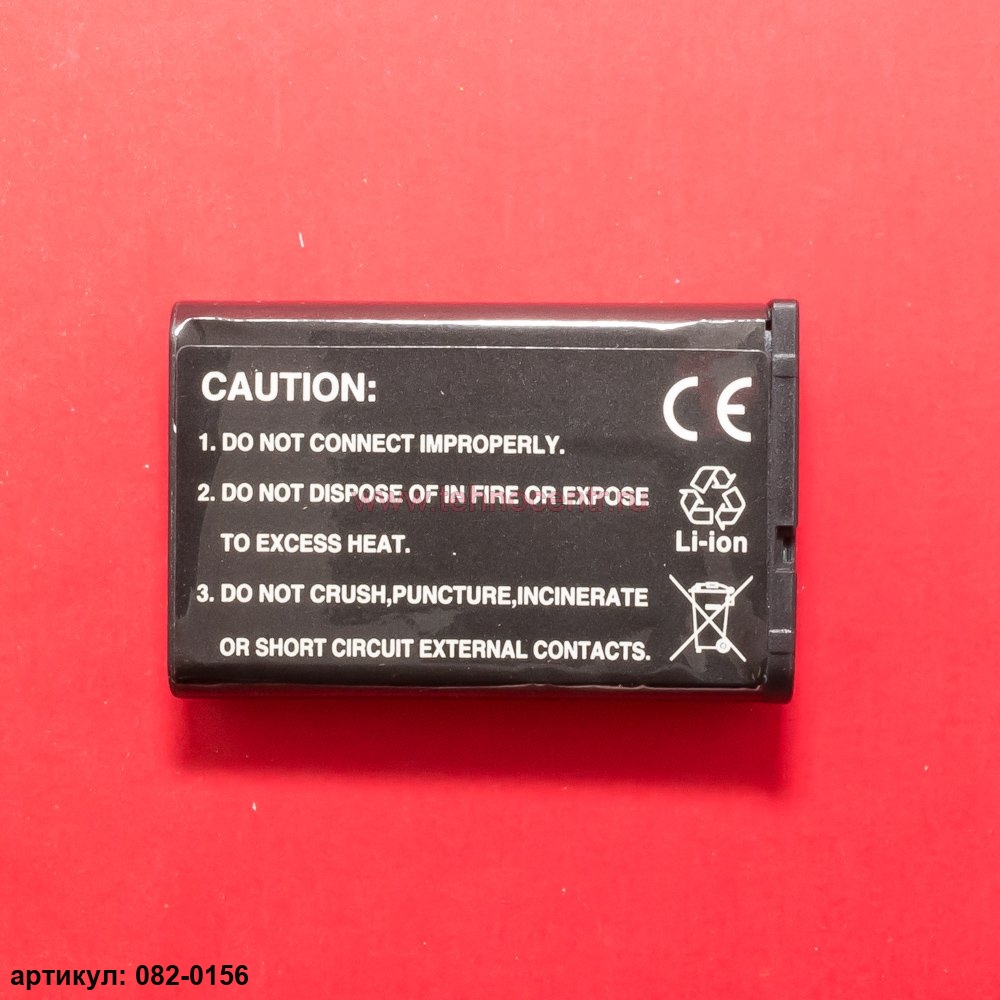 CAUTION:
1. DO NOT CONNECT IMPROPERLY.
2. DO NOT DISPOSE OF IN FIRE OR EXPOSE
TO EXCESS HEAT.
3. DO NOT CRUSH,PUNCTURE,INCINERATE
OR SHORT CIRCUIT EXTERNAL CONTACTS.
CE
Li-ion
артикул: 082-0156